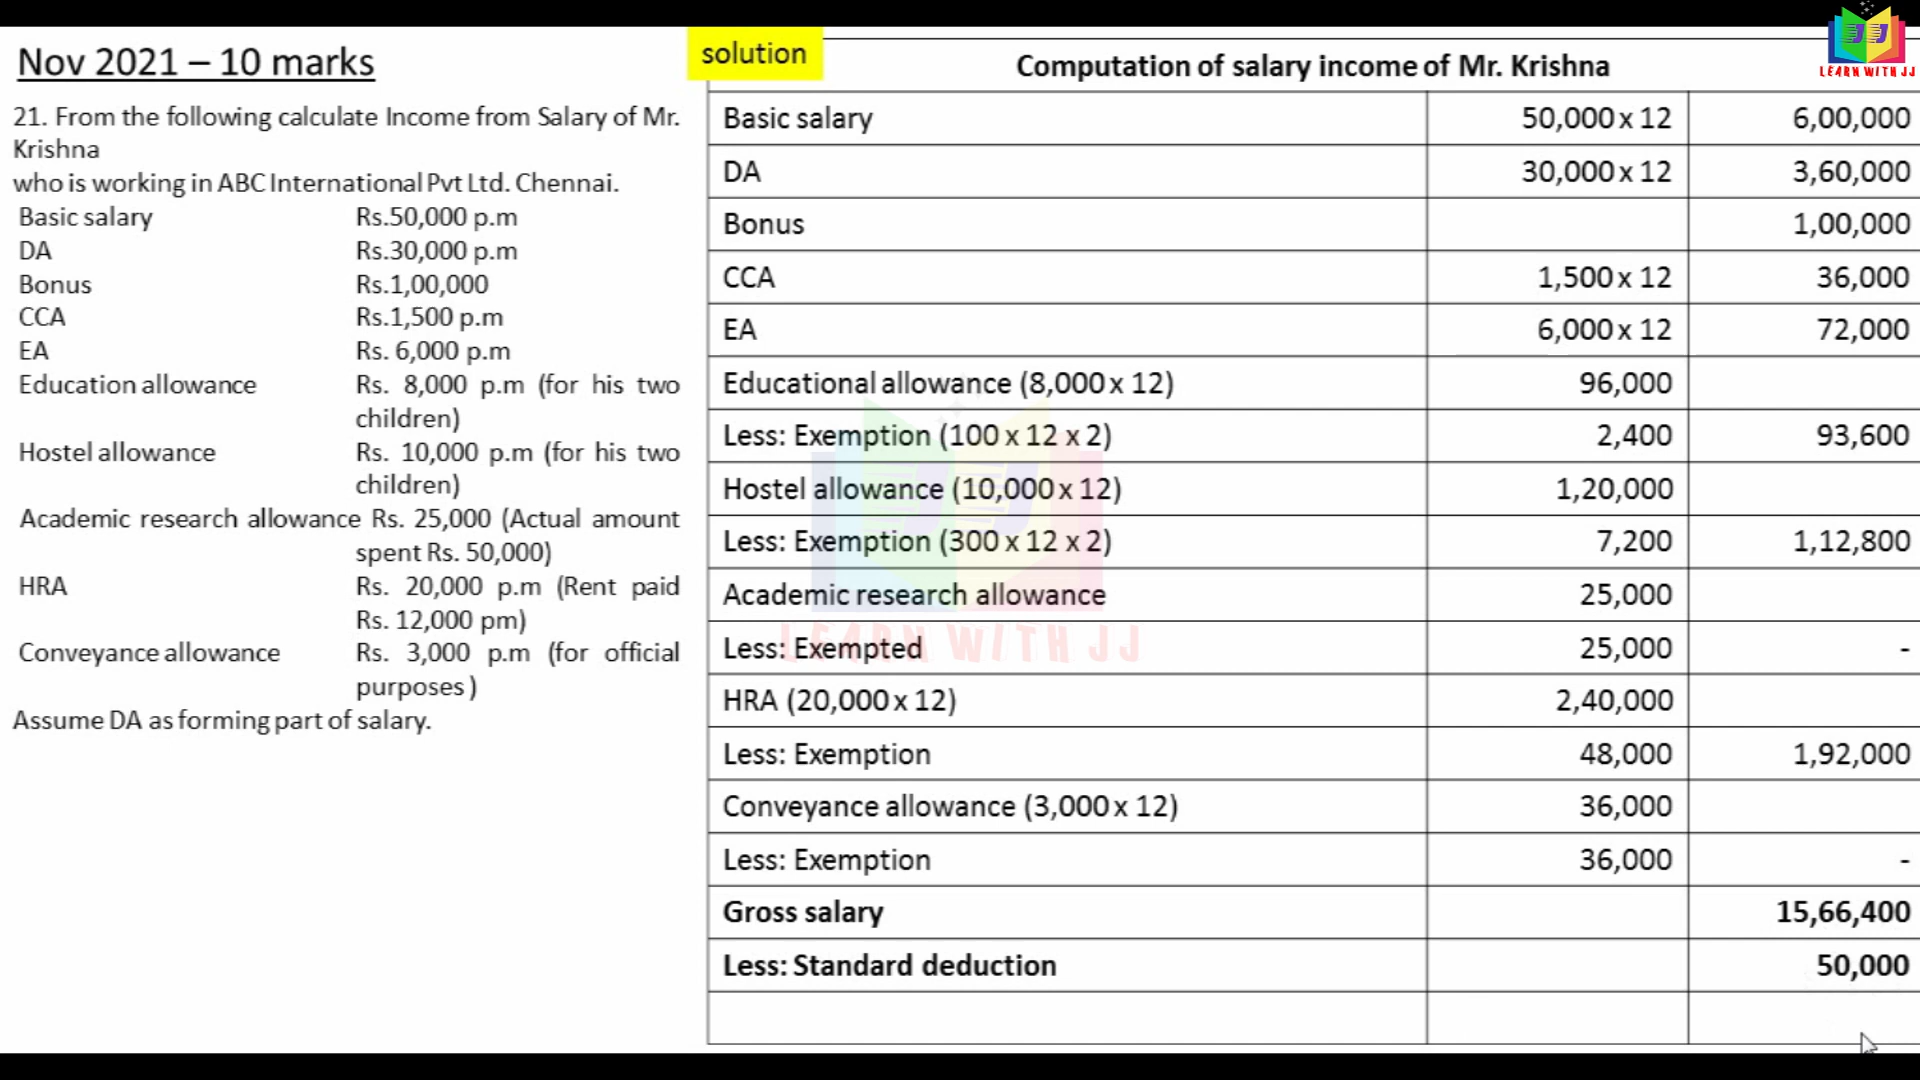 Nov 2021 – 10 marks
21. From the following calculate Income from Salary of Mr.
Krishna
who is working in ABC International Pvt Ltd. Chennai.
Basic salary Rs.50,000 p.m
DA Rs.30,000 p.m
Bonus Rs.1,00,000
CCA Rs.1,500 p.m
EA Rs. 6,000 p.m
Education allowance Rs. 8,000 p.m (for his two
children)
Hostel allowance Rs. 10,000 p.m (for his two
children)
Academic research allowance Rs. 25,000 (Actual amount
spent Rs. 50,000)
HRA Rs. 20,000 p.m (Rent paid
Rs. 12,000 pm)
Conveyance allowance Rs. 3,000 p.m (for official
purposes )
Assume DA as forming part of salary.
solution
Computation of salary income of Mr. Krishna
Basic salary 50,000 x 12 6,00,000
DA 30,000 x 12 3,60,000
Bonus 1,00,000
CCA 1,500 x 12 36,000
EA 6,000 x 12 72,000
Educational allowance (8,000 x 12) 96,000
Less: Exemption (100 x 12 x 2) 2,400 93,600
Hostel allowance (10,000 x 12) 1,20,000
Less: Exemption (300 x 12 x 2) 7,200 1,12,800
Academic research allowance 25,000
Less: Exempted 25,000 -
HRA (20,000 x 12) 2,40,000
Less: Exemption 48,000 1,92,000
Conveyance allowance (3,000 x 12) 36,000
Less: Exemption 36,000 -
Gross salary 15,66,400
Less: Standard deduction 50,000
JJ
LEARN WITH JJ
JJ
LEARN WITH JJ